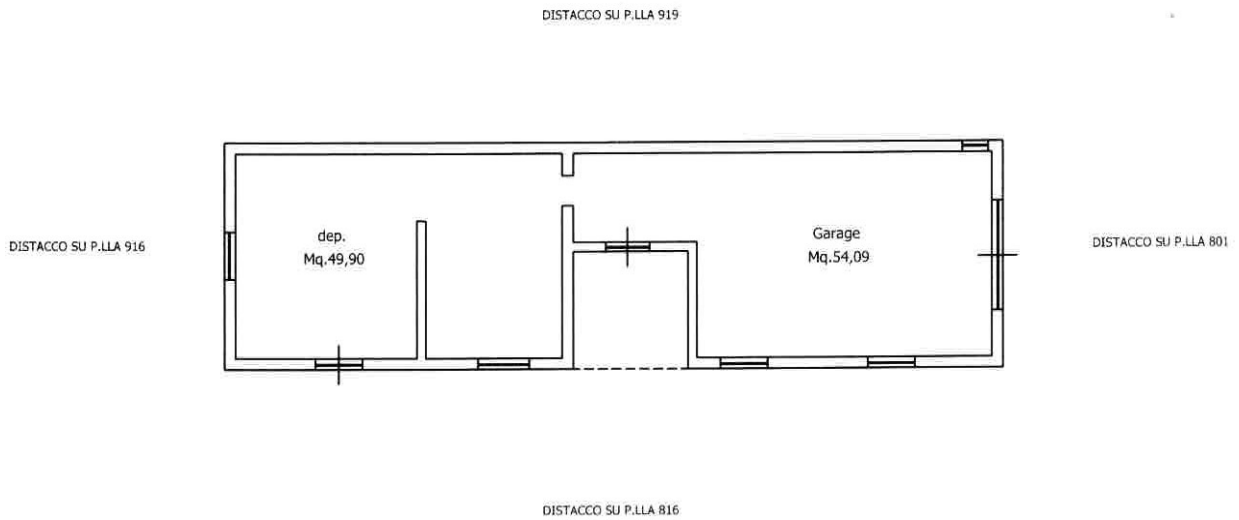 DISTACCO SU P.LLA 919
DISTACCO SU P.LLA 916
dep.
Mq.49,90
Garage
Mq.54,09
DISTACCO SU P.LLA 801
DISTACCO SU P.LLA 816